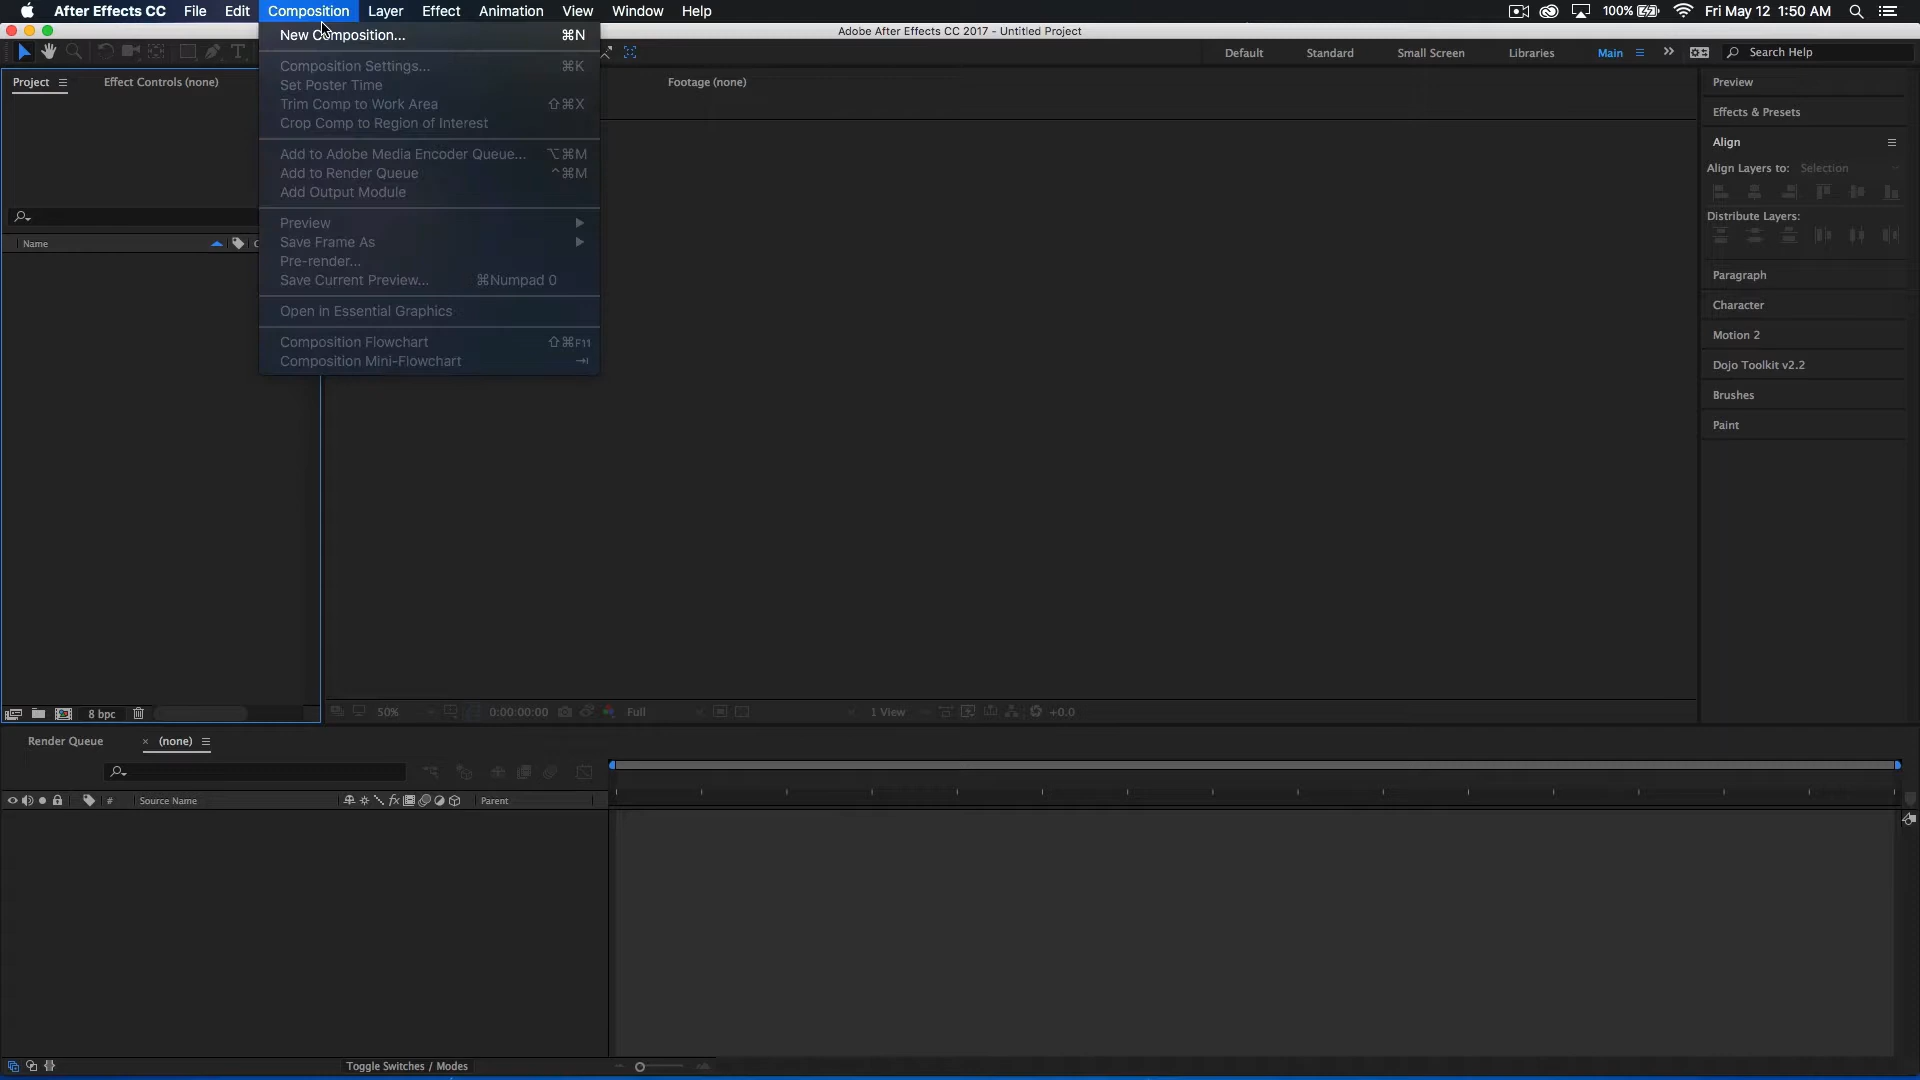 After Effects CC File Edit Composition Layer Effect Animation View Window Help 100% Fri May 12 1:50 AM
Adobe After Effects CC 2017 - Untitled Project
New Composition... ⌘N
Default Standard Small Screen Libraries Main Search Help
Project Effect Controls (none) Footage (none)
Composition Settings... ⌘K
Set Poster Time
Trim Comp to Work Area ⇧⌘X
Crop Comp to Region of Interest
Add to Adobe Media Encoder Queue... ⌥⌘M
Add to Render Queue ^⌘M
Add Output Module
Preview
Save Frame As
Pre-render...
Save Current Preview... ⌘Numpad 0
Open in Essential Graphics
Composition Flowchart ⇧⌘F11
Composition Mini-Flowchart
Name
Preview
Effects & Presets
Align
Align Layers to: Selection
Distribute Layers:
Paragraph
Character
Motion 2
Dojo Toolkit v2.2
Brushes
Paint
8 bpc
50% 0:00:00:00 Full 1 View +0.0
Render Queue × (none)
# Source Name fx Parent
Toggle Switches / Modes